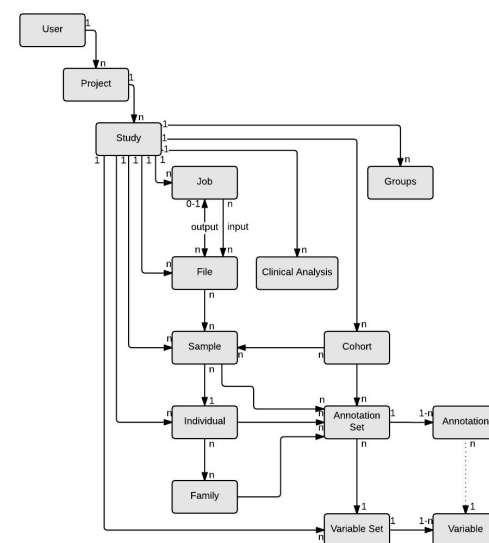 User
1
n
Project
1
n
Study
1
1
1
1 1 1 1 1
n
Job
n
Groups
0-1 n
output input
n n
n
File
n
Clinical Analysis
n
n
n
n
Sample
n
n
Cohort
n
n
1
n
n
Individual
n
n
n
Annotation
Set
1
1-n
Annotation
n
n
n
n
Family
1
1
n
Variable Set
1
1-n
Variable